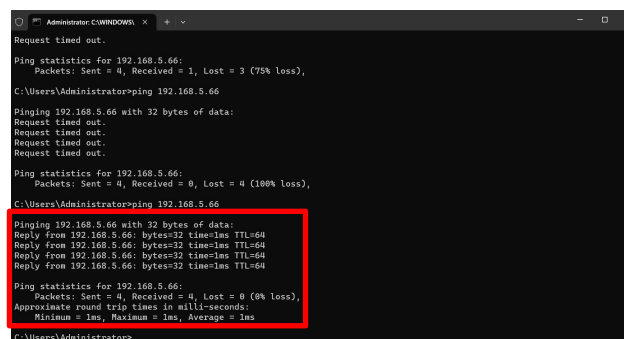 Administrator: C:\WINDOWS\
Request timed out.
Ping statistics for 192.168.5.66:
Packets: Sent = 4, Received = 1, Lost = 3 (75% loss),
C:\Users\Administrator>ping 192.168.5.66
Pinging 192.168.5.66 with 32 bytes of data:
Request timed out.
Request timed out.
Request timed out.
Request timed out.
Ping statistics for 192.168.5.66:
Packets: Sent = 4, Received = 0, Lost = 4 (100% loss),
C:\Users\Administrator>ping 192.168.5.66
Pinging 192.168.5.66 with 32 bytes of data:
Reply from 192.168.5.66: bytes=32 time=1ms TTL=64
Reply from 192.168.5.66: bytes=32 time=1ms TTL=64
Reply from 192.168.5.66: bytes=32 time=1ms TTL=64
Reply from 192.168.5.66: bytes=32 time=1ms TTL=64
Ping statistics for 192.168.5.66:
Packets: Sent = 4, Received = 4, Lost = 0 (0% loss),
Approximate round trip times in milli-seconds:
Minimum = 1ms, Maximum = 1ms, Average = 1ms
C:\Users\Administrator>